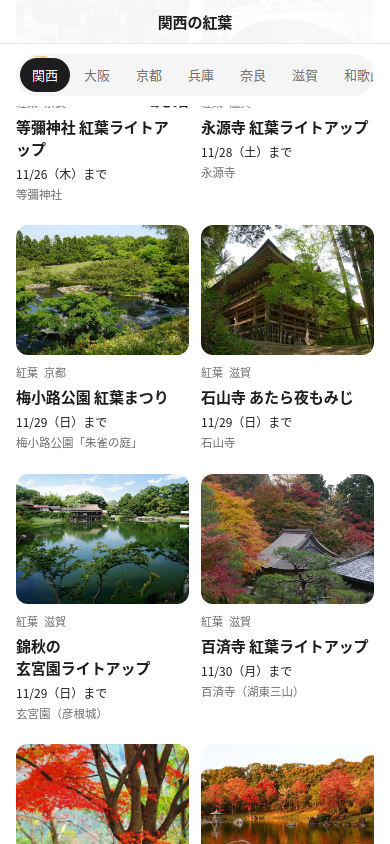 関西の紅葉
関西
大阪
京都
兵庫
奈良
滋賀
等彌神社 紅葉ライトア
ップ
11/26（木）まで
等彌神社
永源寺 紅葉ライトアップ
11/28（土）まで
永源寺
紅葉 京都
梅小路公園 紅葉まつり
11/29（日）まで
梅小路公園「朱雀の庭」
紅葉 滋賀
石山寺 あたら夜もみじ
11/29（日）まで
石山寺
紅葉 滋賀
錦秋の
玄宮園ライトアップ
11/29（日）まで
玄宮園（彦根城）
紅葉 滋賀
百済寺 紅葉ライトアップ
11/30（月）まで
百済寺（湖東三山）